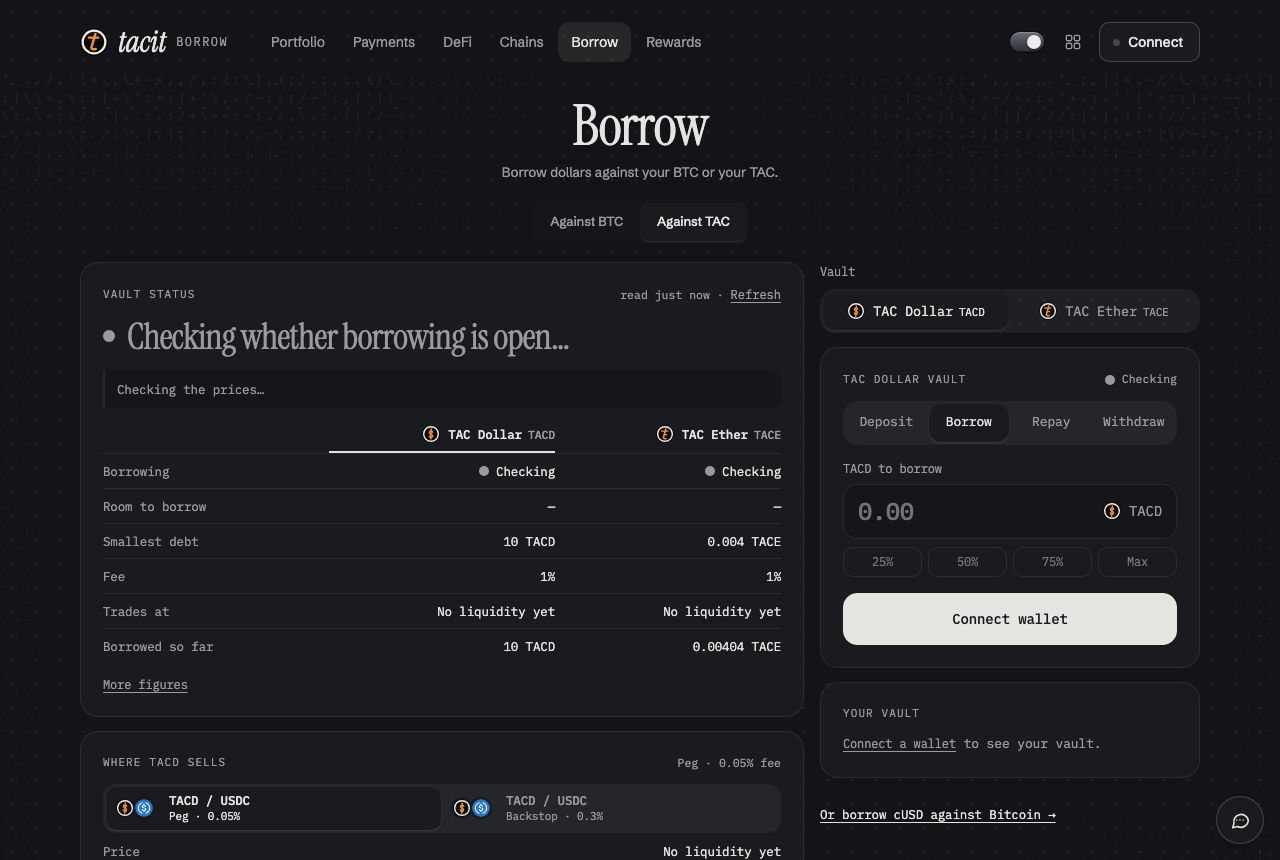 tacit BORROW Portfolio Payments DeFi Chains Borrow Rewards Connect
Borrow
Borrow dollars against your BTC or your TAC.
Against BTC Against TAC
VAULT STATUS read just now · Refresh
Checking whether borrowing is open…
Checking the prices…
TAC Dollar TACD TAC Ether TACE
Borrowing Checking Checking
Room to borrow — —
Smallest debt 10 TACD 0.004 TACE
Fee 1% 1%
Trades at No liquidity yet No liquidity yet
Borrowed so far 10 TACD 0.00404 TACE
More figures
WHERE TACD SELLS Peg · 0.05% fee
TACD / USDC TACD / USDC
Peg · 0.05% Backstop · 0.3%
Price No liquidity yet
Vault
TAC Dollar TACD TAC Ether TACE
TAC DOLLAR VAULT Checking
Deposit Borrow Repay Withdraw
TACD to borrow
0.00 TACD
25% 50% 75% Max
Connect wallet
YOUR VAULT
Connect a wallet to see your vault.
Or borrow cUSD against Bitcoin →